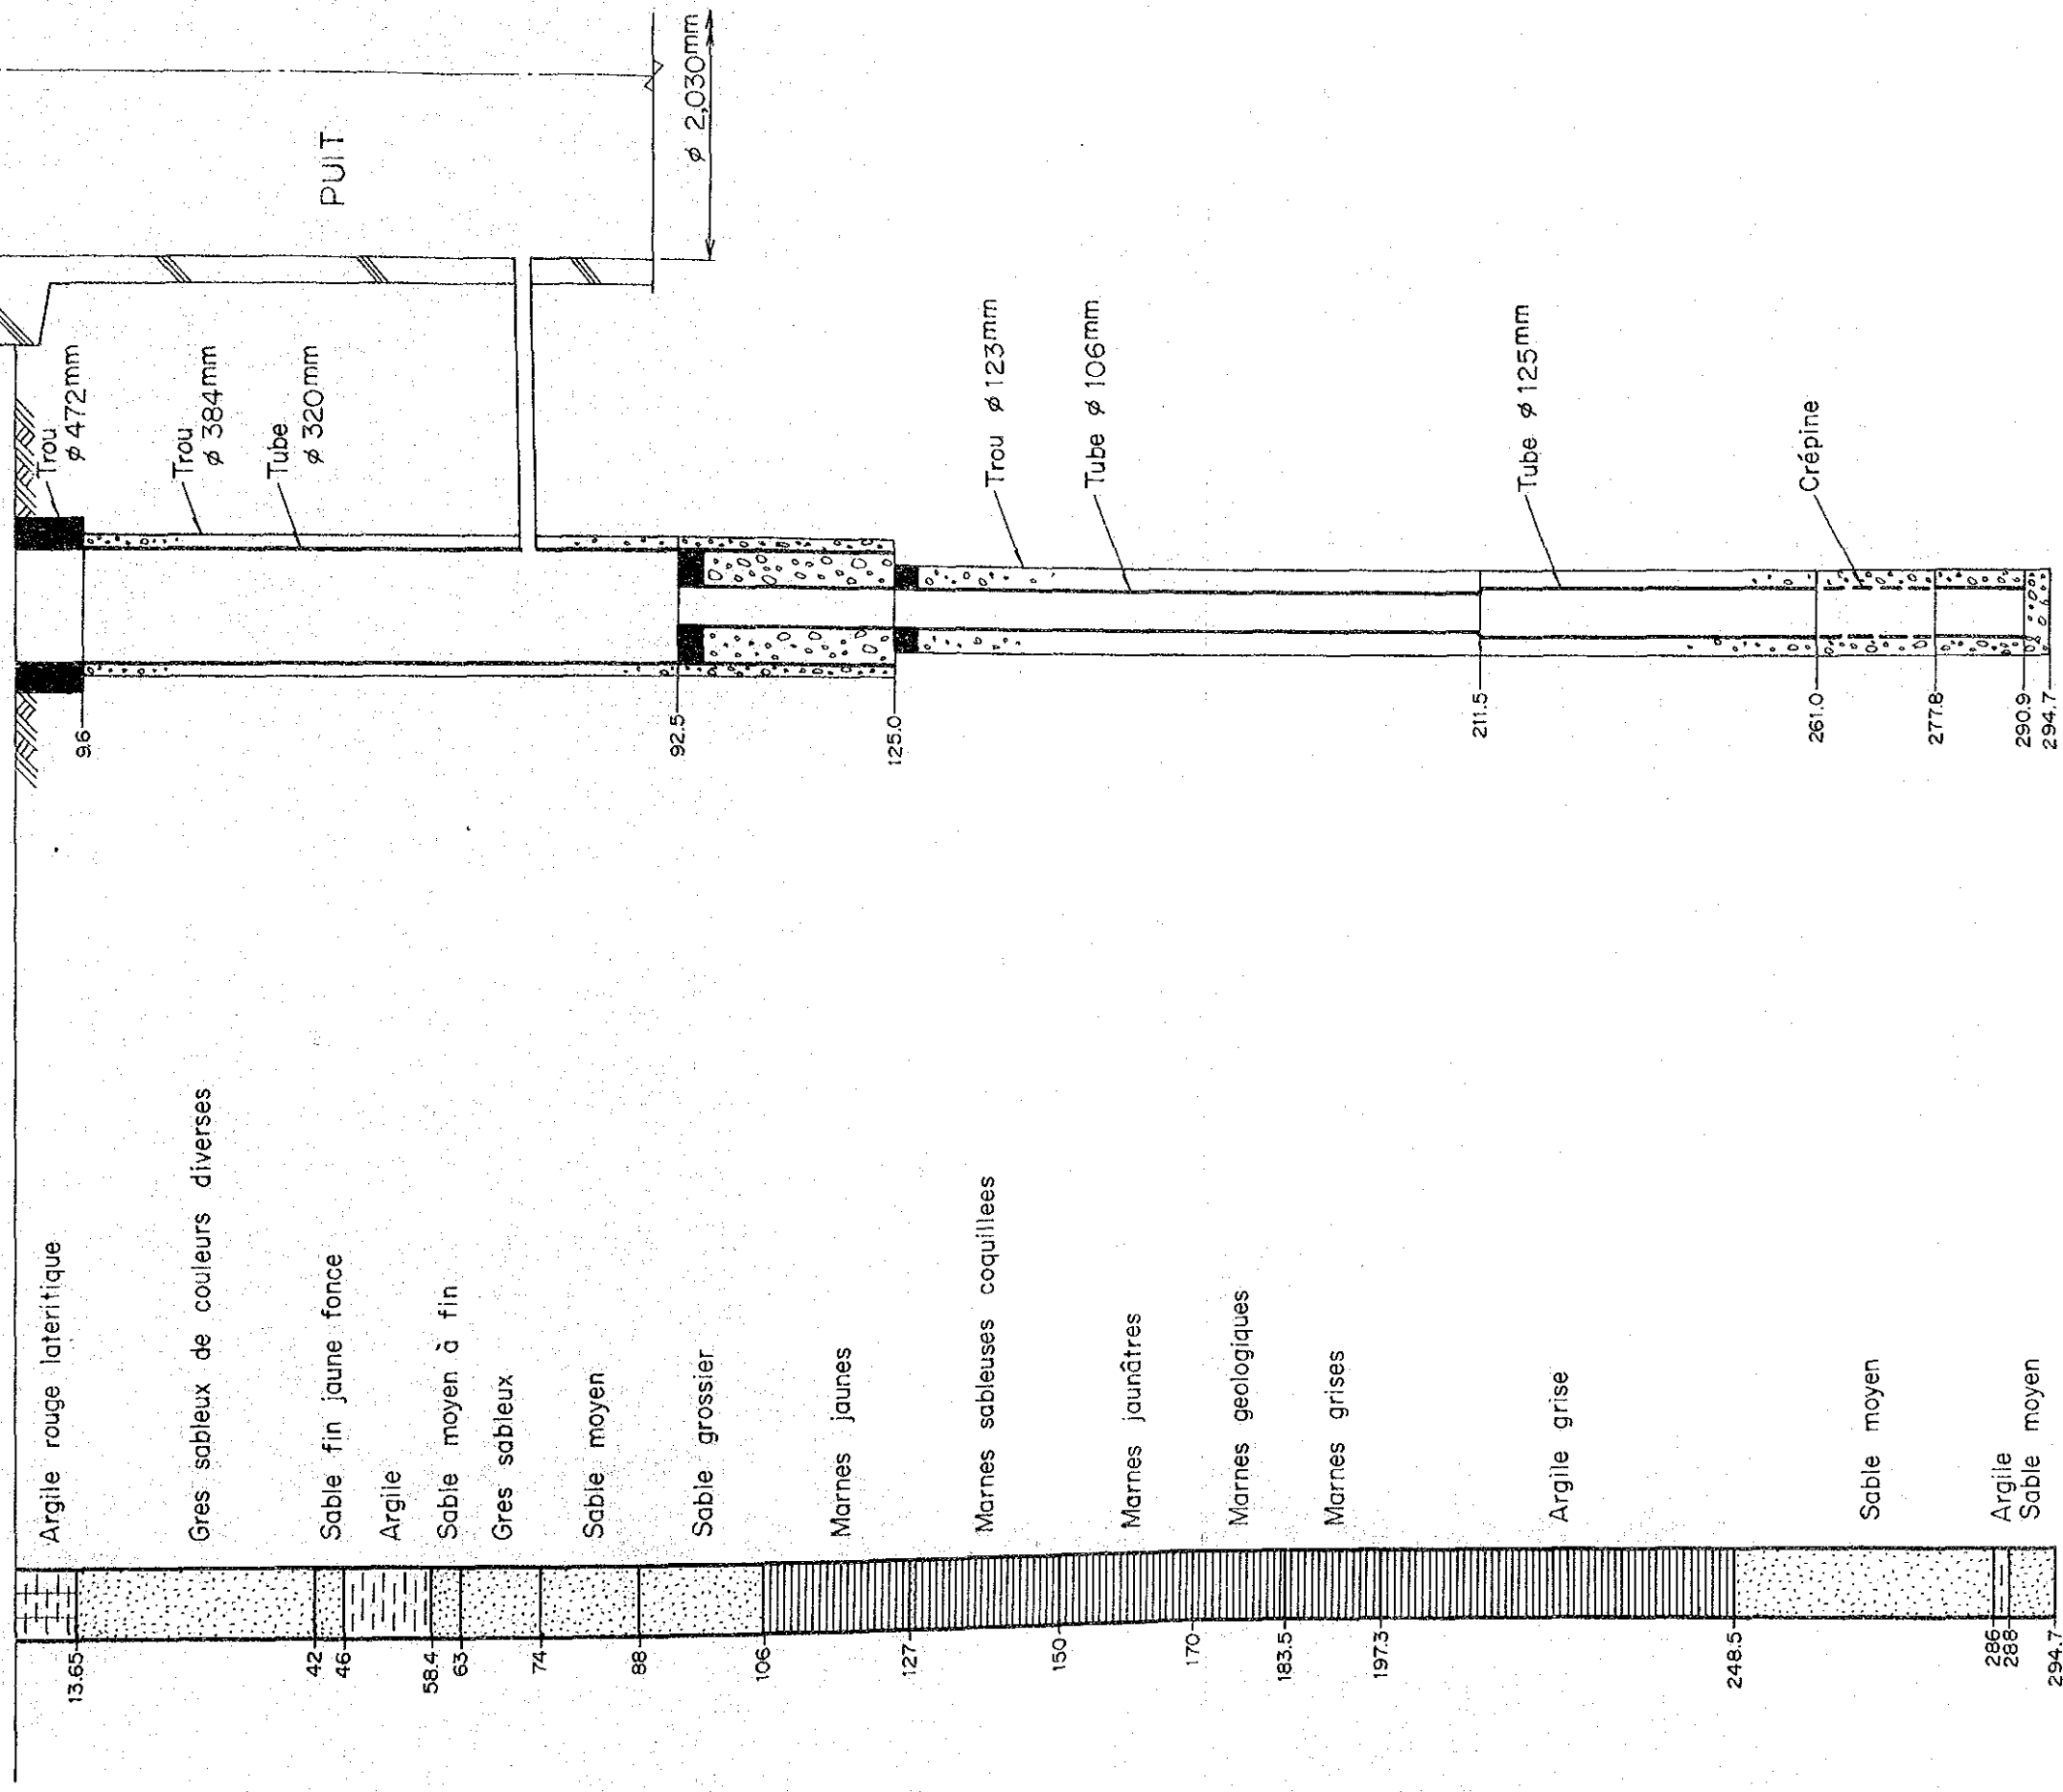 PUIT
ø 2,030mm
Trou
ø 472mm
Trou
ø 384mm
Tube
ø 320mm
Trou ø 123mm
Tube ø 106mm
Tube ø 125mm
Crépine
9.6
92.5
125.0
211.5
261.0
277.8
290.9
294.7
Argile rouge lateritique
Gres sableux de couleurs diverses
Sable fin jaune fonce
Argile
Sable moyen à fin
Gres sableux
Sable moyen
Sable grossier
Marnes jaunes
Marnes sableuses coquillees
Marnes jaunâtres
Marnes geologiques
Marnes grises
Argile grise
Sable moyen
Argile
Sable moyen
13.65
42
46
58.4
63
74
88
106
127
150
170
183.5
197.3
248.5
286
288
294.7